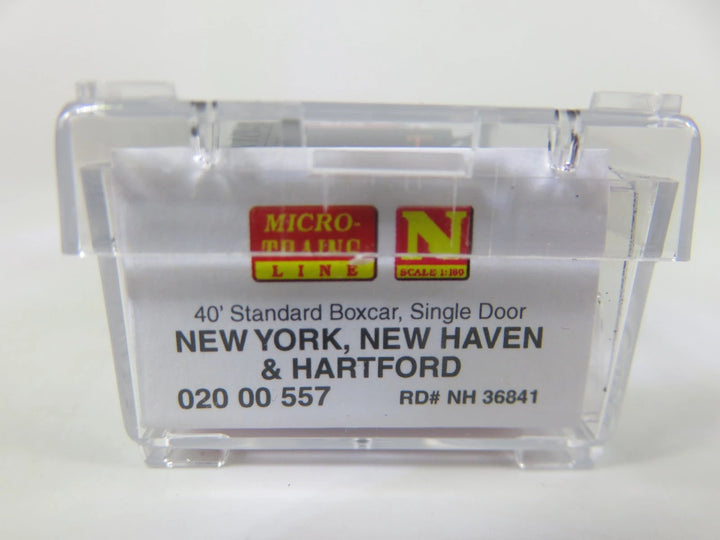 MICRO-
TRAINS
LINE
N
SCALE 1:160
40' Standard Boxcar, Single Door
NEW YORK, NEW HAVEN
& HARTFORD
020 00 557 RD# NH 36841